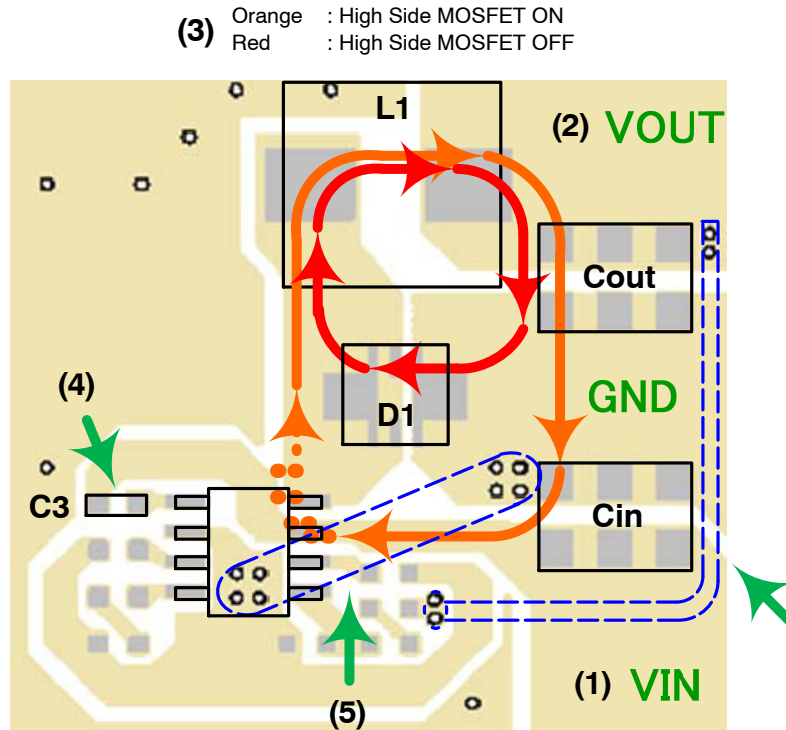 (3) Orange : High Side MOSFET ON
Red : High Side MOSFET OFF
L1
(2) VOUT
Cout
(4)
D1
GND
C3
Cin
(1) VIN
(5)